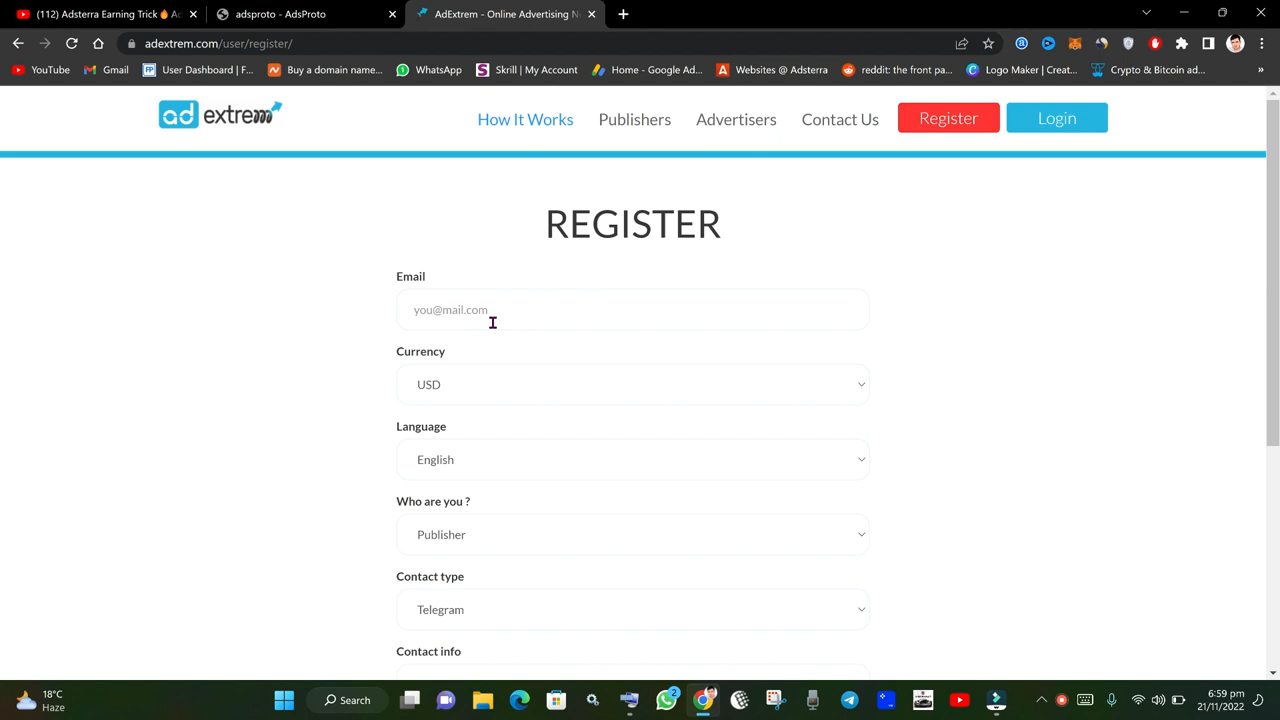 (112) Adsterra Earning Trick🔥 Ad
adsproto - AdsProto
AdExtrem - Online Advertising N
adextrem.com/user/register/
YouTube
Gmail
User Dashboard | F...
Buy a domain name...
WhatsApp
Skrill | My Account
Home - Google Ad...
Websites @ Adsterra
reddit: the front pa...
Logo Maker | Creat...
Crypto & Bitcoin ad...
»
ad extrem
How It Works
Publishers
Advertisers
Contact Us
Register
Login
REGISTER
Email
you@mail.com
Currency
USD
Language
English
Who are you ?
Publisher
Contact type
Telegram
Contact info
18°C
Haze
Search
2
6:59 pm
21/11/2022